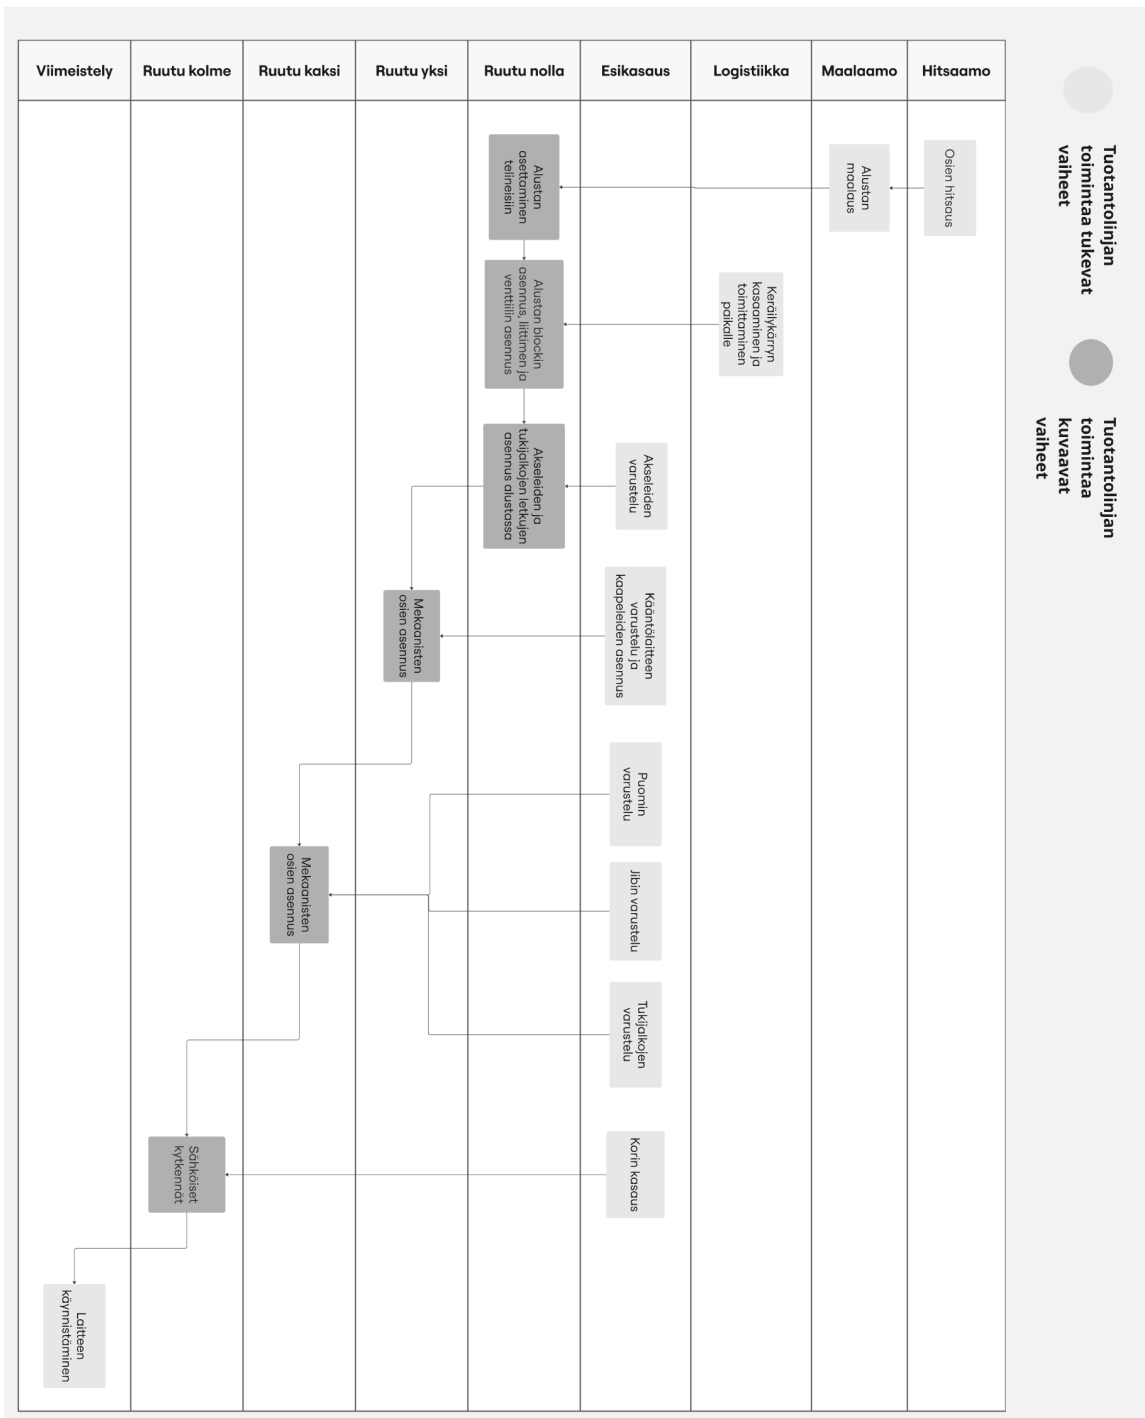 Viimeistely
Ruutu kolme
Ruutu kaksi
Ruutu yksi
Ruutu nolla
Esikasaus
Logistiikka
Maalaamo
Hitsaamo
Tuotantolinjan
toimintaa tukevat
vaiheet
Tuotantolinjan
toimintaa
kuvaavat
vaiheet
Osien hitsaus
Alustan
maalaus
Alustan
asettaminen
telineisiin
Keräilykärryn
kasaaminen ja
toimittaminen
paikalle
Alustan blockin
asennus, liittimen ja
venttiilin asennus
Akseleiden
varustelu
Akseleiden ja
tukijalkojen letkujen
asennus alustassa
Kääntölaitteen
varustelu ja
kaapeleiden asennus
Mekaanisten
osien asennus
Puomin
varustelu
Jibin varustelu
Tukijalkojen
varustelu
Mekaanisten
osien asennus
Korin kasaus
Sähköiset
kytkennät
Laitteen
käynnistäminen